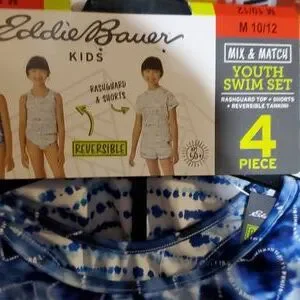 Eddie Bauer
KIDS
M 10/12
MIX & MATCH
YOUTH
SWIM SET
RASHGUARD TOP + SHORTS
+ REVERSIBLE TANKINI
4
PIECE
RASHGUARD
& SHORTS
REVERSIBLE
50+